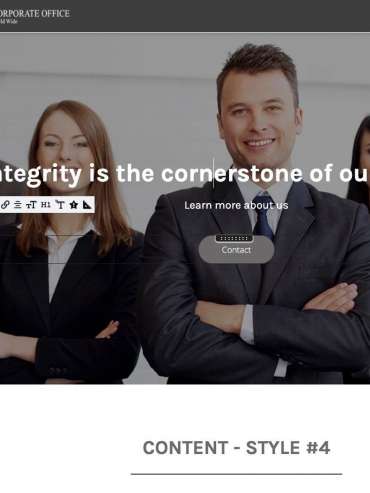 ORPORATE OFFICE
ld Wide
ntegrity is the cornerstone of ou
H1 T
Learn more about us
Contact
CONTENT - STYLE #4